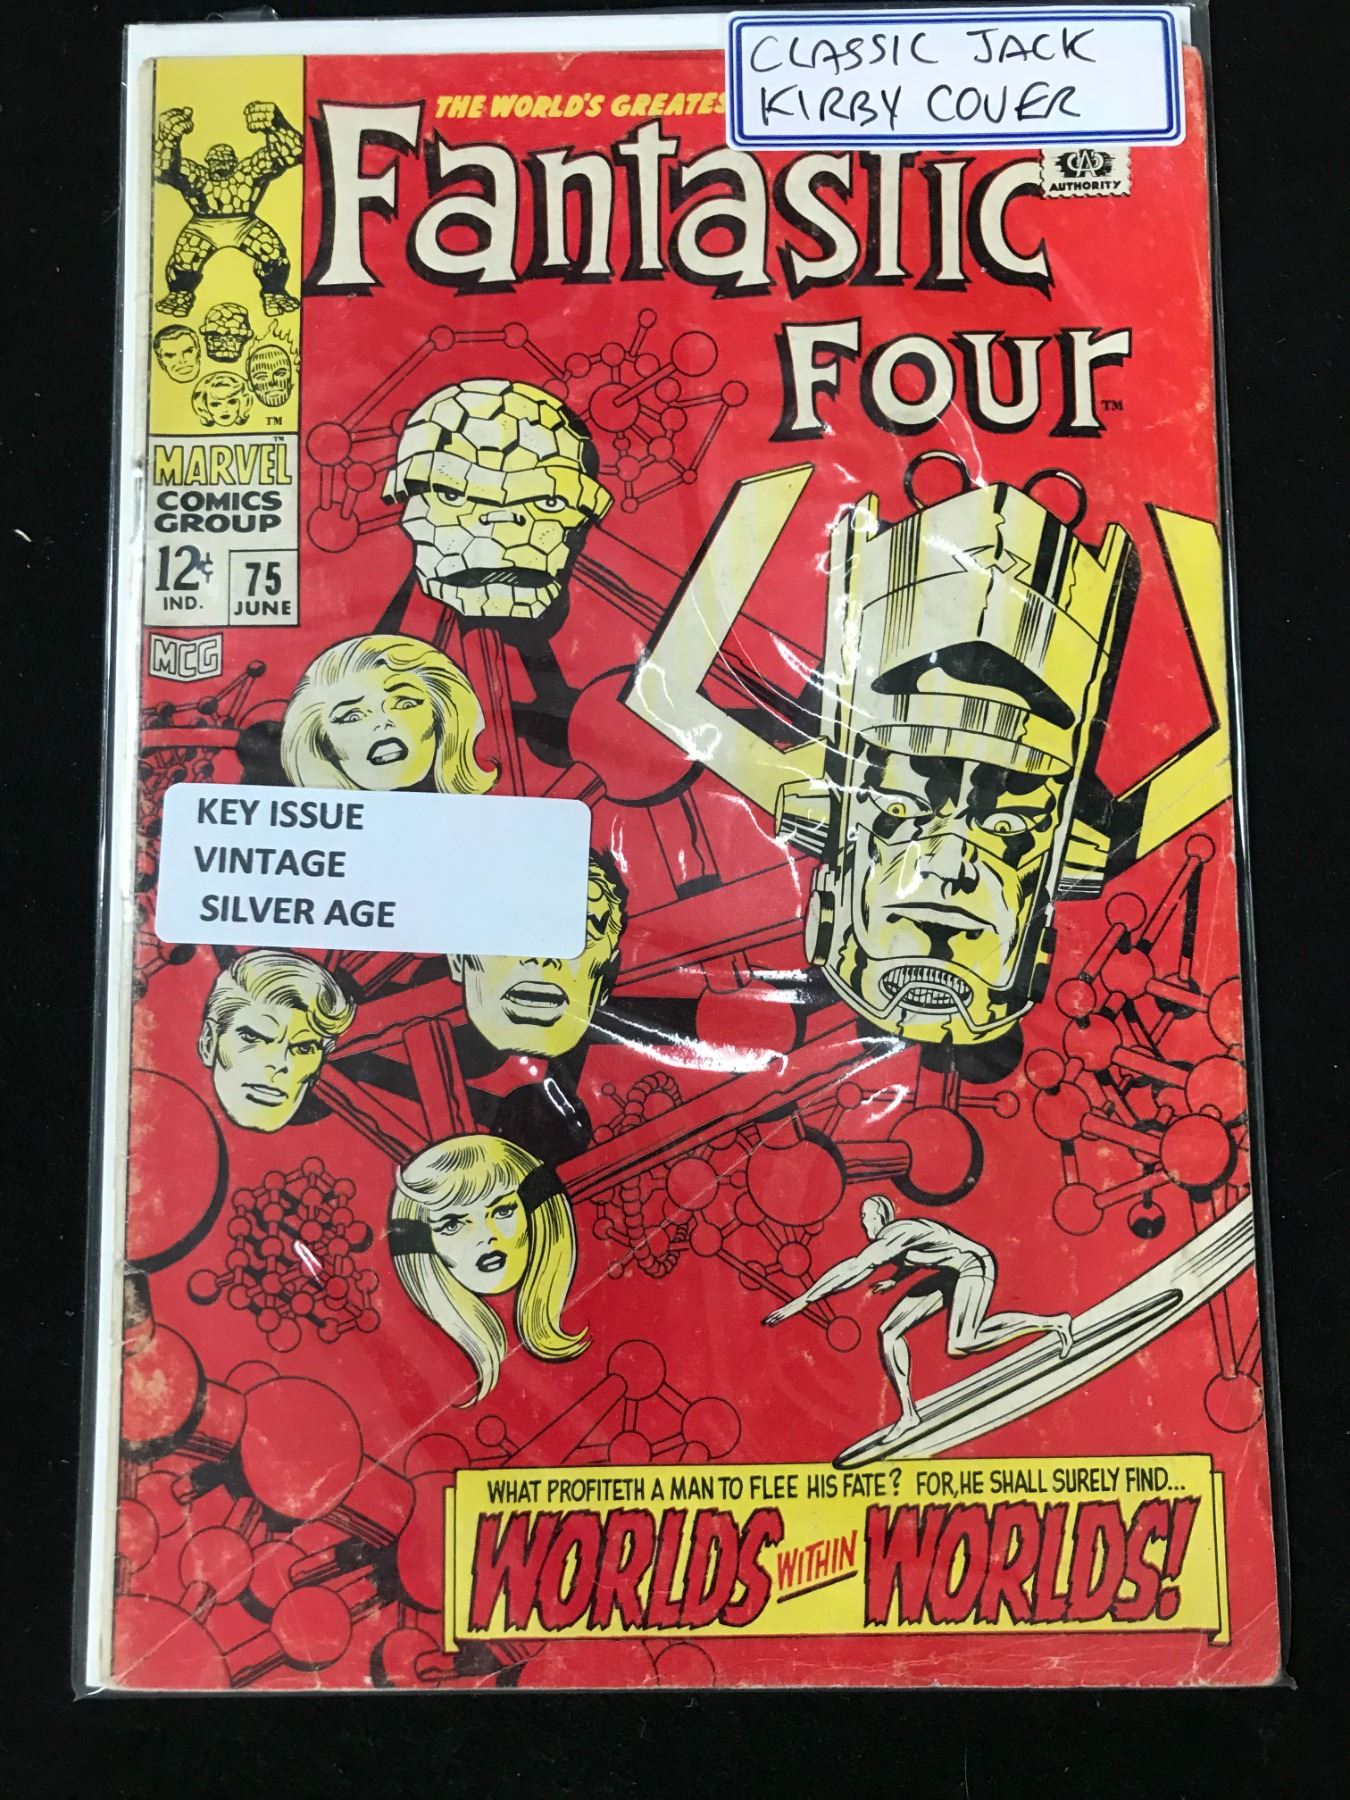 CLASSIC JACK
KIRBY COVER
THE WORLD'S
Fantastic
AUTHORITY
FOUR
TM
TM
MARVEL
TM
COMICS
GROUP
12¢
IND.
75
JUNE
MCG
KEY ISSUE
VINTAGE
SILVER AGE
WHAT PROFITETH A MAN TO FLEE HIS FATE? FOR, HE SHALL SURELY FIND...
WORLDS WITHIN WORLDS!